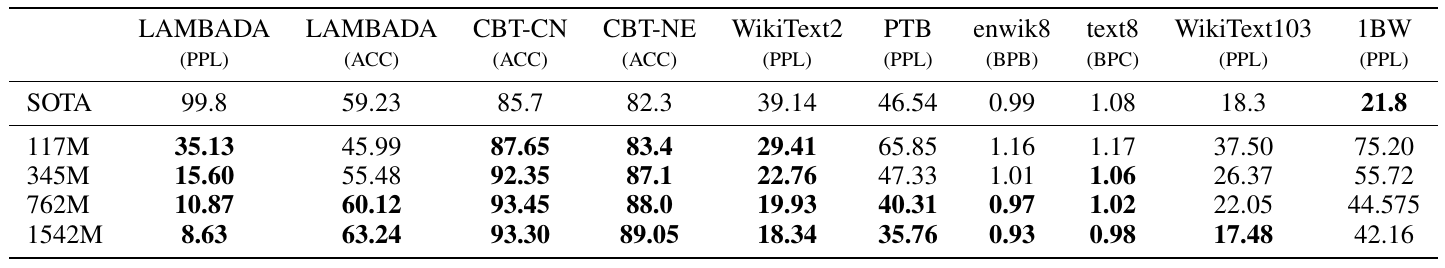 LAMBADA LAMBADA CBT-CN CBT-NE WikiText2 PTB enwik8 text8 WikiText103 1BW
(PPL) (ACC) (ACC) (ACC) (PPL) (PPL) (BPB) (BPC) (PPL) (PPL)
SOTA 99.8 59.23 85.7 82.3 39.14 46.54 0.99 1.08 18.3 21.8
117M 35.13 45.99 87.65 83.4 29.41 65.85 1.16 1.17 37.50 75.20
345M 15.60 55.48 92.35 87.1 22.76 47.33 1.01 1.06 26.37 55.72
762M 10.87 60.12 93.45 88.0 19.93 40.31 0.97 1.02 22.05 44.575
1542M 8.63 63.24 93.30 89.05 18.34 35.76 0.93 0.98 17.48 42.16